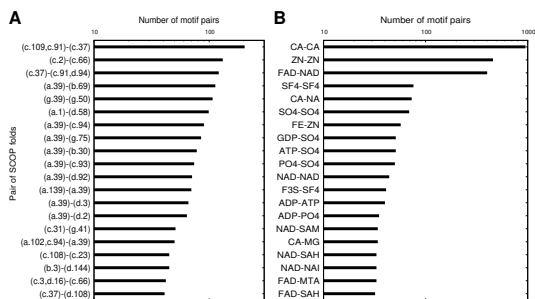 A
Number of motif pairs
10
100
Pair of SCOP folds
(c.109,c.91)-(c.37)
(c.2)-(c.66)
(c.37)-(c.91,d.94)
(a.39)-(b.69)
(g.39)-(g.50)
(a.1)-(d.58)
(a.39)-(c.94)
(a.39)-(g.75)
(a.39)-(b.30)
(a.39)-(c.93)
(a.39)-(d.92)
(a.139)-(a.39)
(a.39)-(d.3)
(a.39)-(d.2)
(c.31)-(g.41)
(a.102,c.94)-(a.39)
(c.108)-(c.23)
(b.3)-(d.144)
(c.3,d.16)-(c.66)
(c.37)-(d.108)
B
Number of motif pairs
10
100
1000
CA-CA
ZN-ZN
FAD-NAD
SF4-SF4
CA-NA
SO4-SO4
FE-ZN
GDP-SO4
ATP-SO4
PO4-SO4
NAD-NAD
F3S-SF4
ADP-ATP
ADP-PO4
NAD-SAM
CA-MG
NAD-SAH
NAD-NAI
FAD-MTA
FAD-SAH